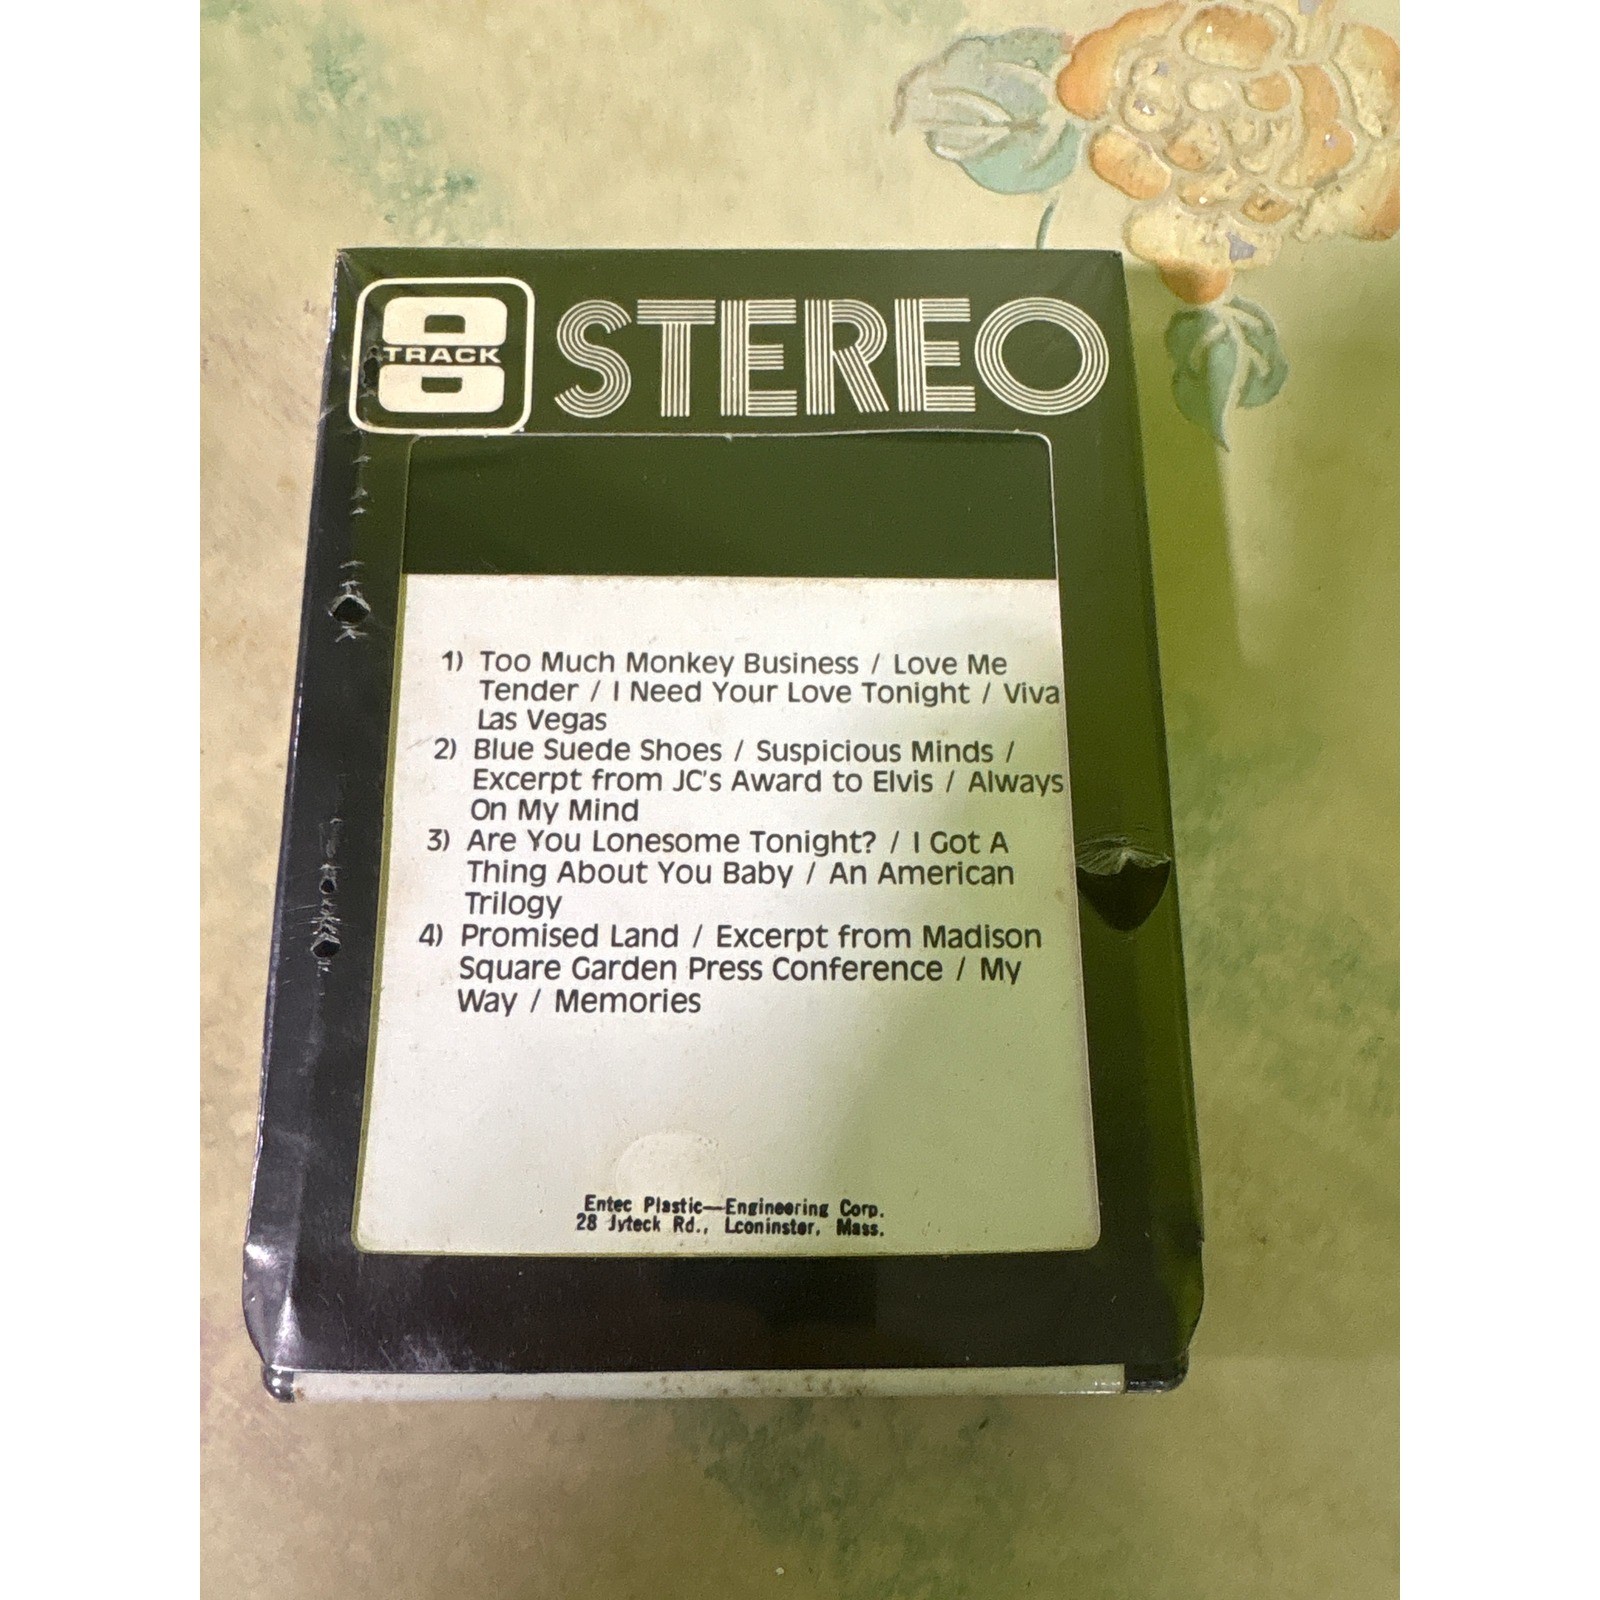 8 TRACK STEREO
1) Too Much Monkey Business / Love Me
Tender / I Need Your Love Tonight / Viva
Las Vegas
2) Blue Suede Shoes / Suspicious Minds /
Excerpt from JC's Award to Elvis / Always
On My Mind
3) Are You Lonesome Tonight? / I Got A
Thing About You Baby / An American
Trilogy
4) Promised Land / Excerpt from Madison
Square Garden Press Conference / My
Way / Memories
Entec Plastic—Engineering Corp.
28 Jyteck Rd., Lconinster, Mass.